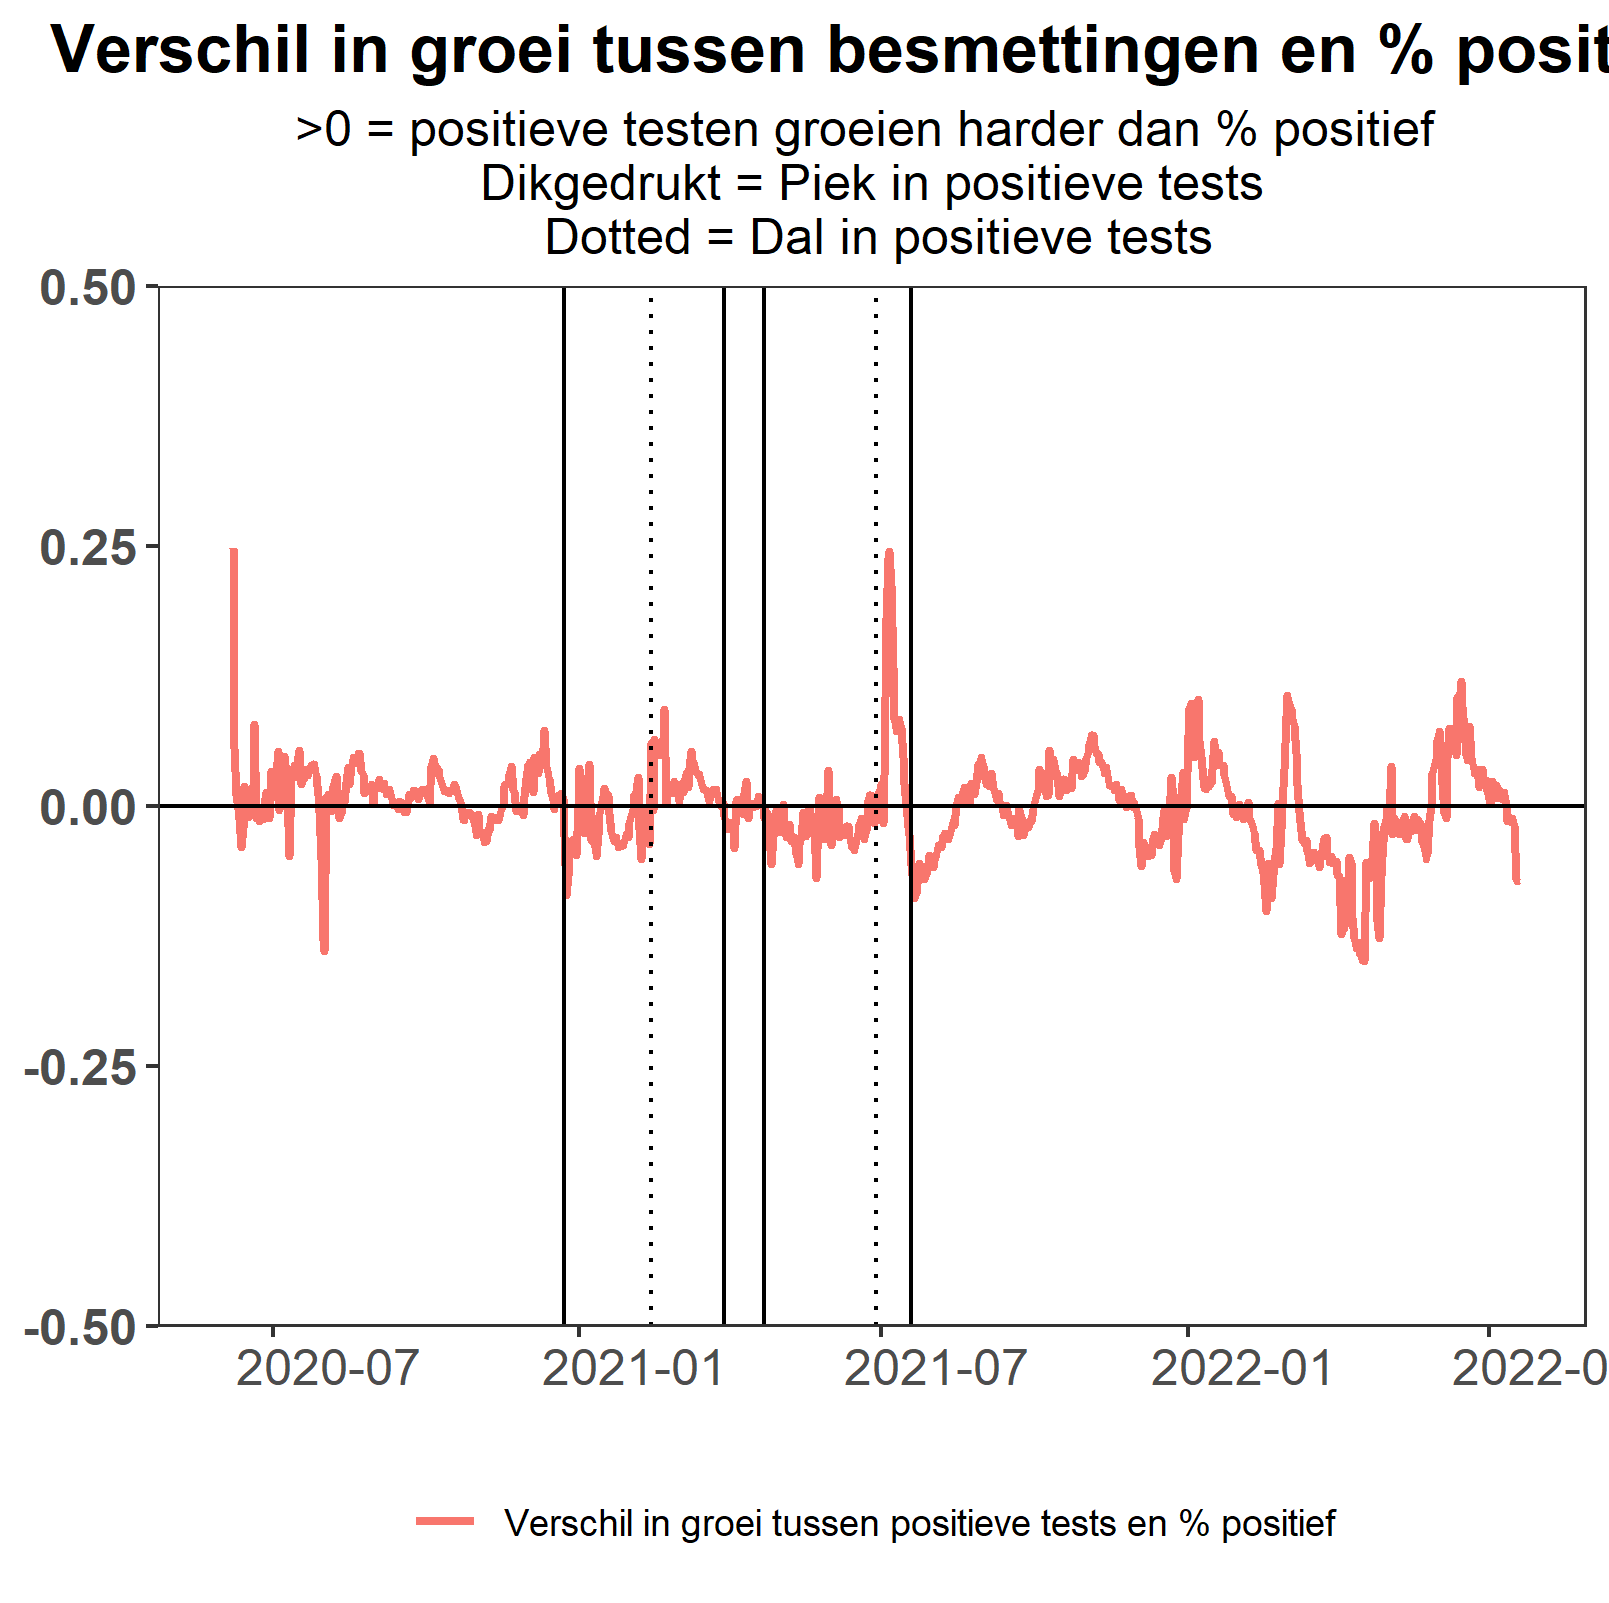 Verschil in groei tussen besmettingen en % posit
>0 = positieve testen groeien harder dan % positief
Dikgedrukt = Piek in positieve tests
Dotted = Dal in positieve tests
0.50
0.25
0.00
-0.25
-0.50
2020-07 2021-01 2021-07 2022-01 2022-0
Verschil in groei tussen positieve tests en % positief